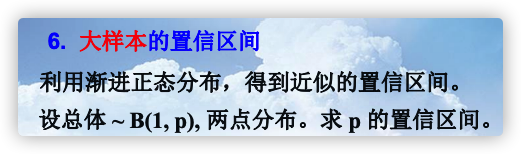 6. 大样本的置信区间
利用渐进正态分布，得到近似的置信区间。
设总体 ~ B(1, p), 两点分布。求 p 的置信区间。